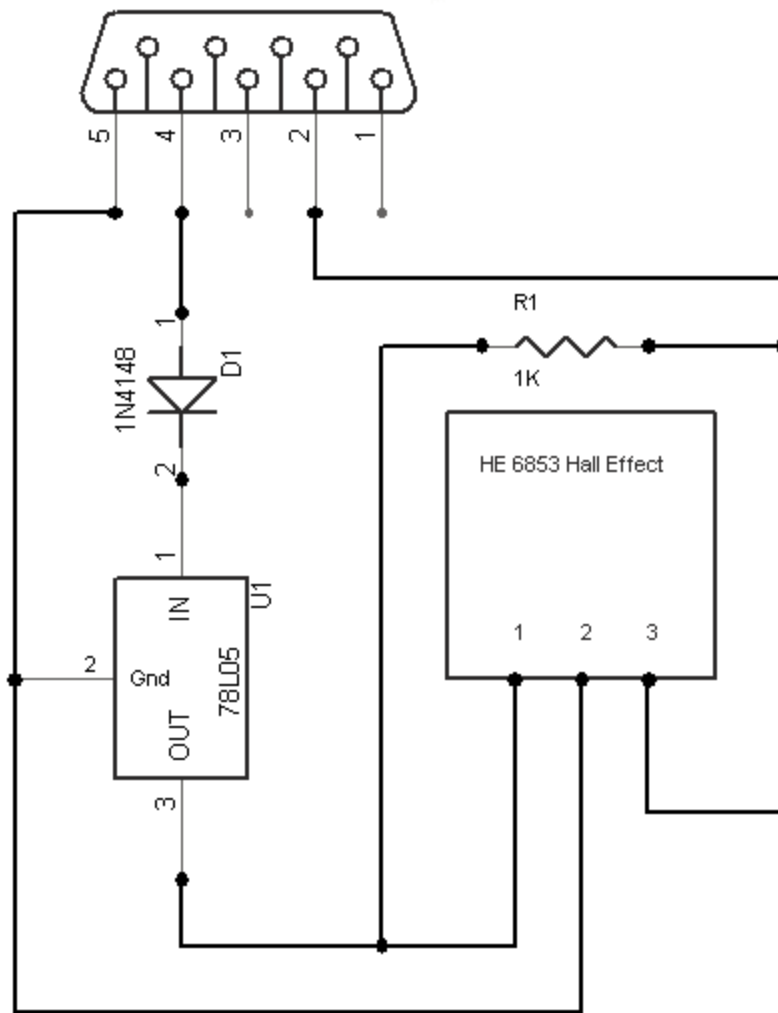 5 4 3 2 1
R1
1K
1
1N4148
D1
2
HE 6853 Hall Effect
1 2 3
1
U1
IN
2
Gnd
78L05
OUT
3